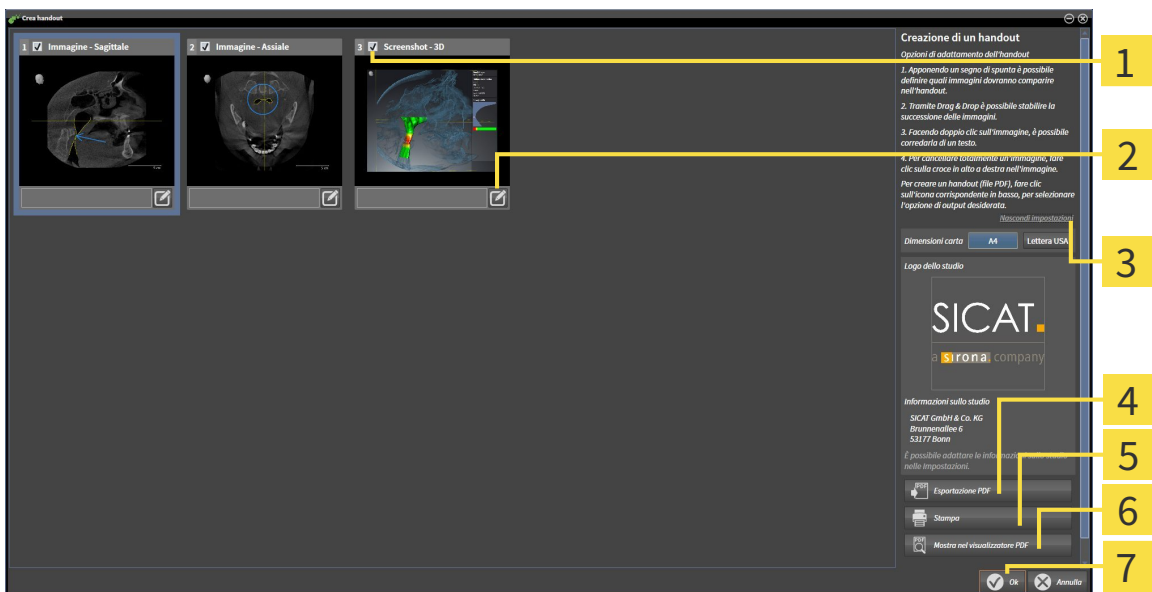 Crea handout
1 Immagine - Sagittale
2 Immagine - Assiale
3 Screenshot - 3D
Creazione di un handout
Opzioni di adattamento dell'handout
1. Apponendo un segno di spunta è possibile
definire quali immagini dovranno comparire
nell'handout.
2. Tramite Drag & Drop è possibile stabilire la
successione delle immagini.
3. Facendo doppio clic sull'immagine, è possibile
corredarla di un testo.
4. Per cancellare totalmente un'immagine, fare
clic sulla croce in alto a destra nell'immagine.
Per creare un handout (file PDF), fare clic
sull'icona corrispondente in basso, per selezionare
l'opzione di output desiderata.
Nascondi impostazioni
Dimensioni carta
A4
Lettera USA
Logo dello studio
SICAT.
a sirona. company
Informazioni sullo studio
SICAT GmbH & Co. KG
Brunnenallee 6
53177 Bonn
È possibile adattare le informazioni sullo studio
nelle Impostazioni.
PDF
Esportazione PDF
Stampa
PDF
Mostra nel visualizzatore PDF
Ok
Annulla
1
2
3
4
5
6
7